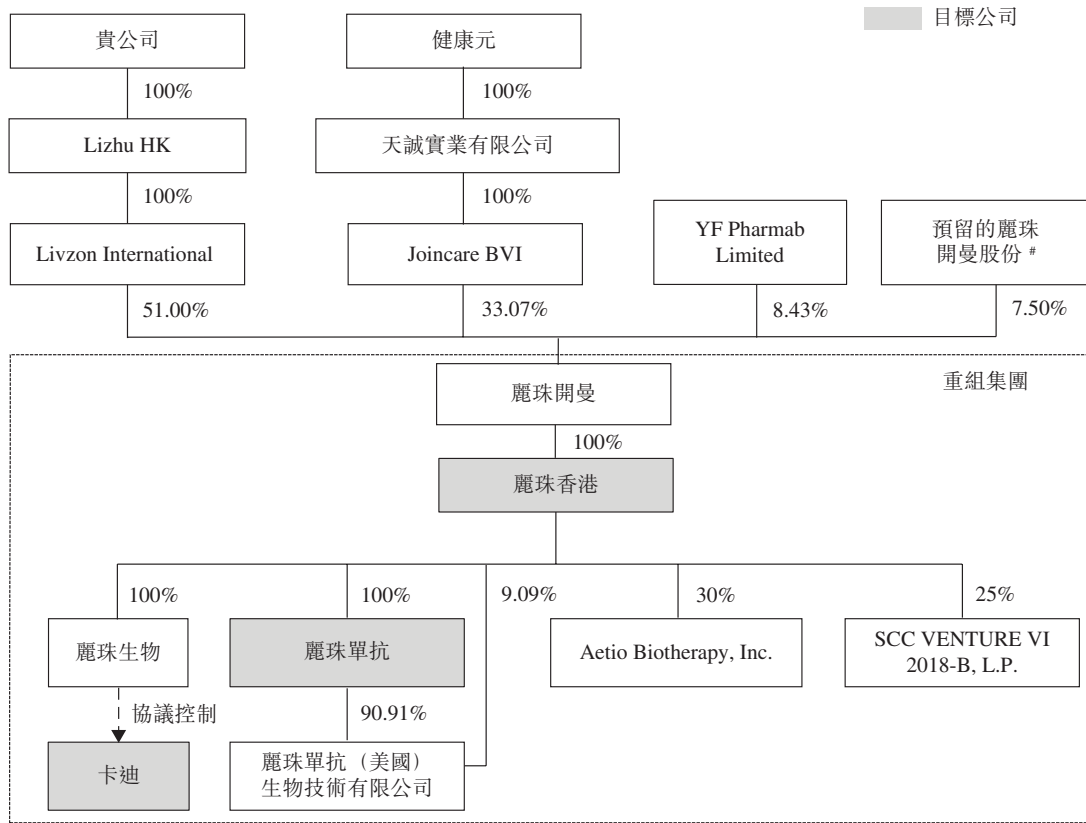 目標公司
貴公司
健康元
100%
100%
Lizhu HK
天誠實業有限公司
100%
100%
Livzon International
Joincare BVI
YF Pharmab
Limited
預留的麗珠
開曼股份 #
51.00%
33.07%
8.43%
7.50%
重組集團
麗珠開曼
100%
麗珠香港
100%
100%
9.09%
30%
25%
麗珠生物
麗珠單抗
Aetio Biotherapy, Inc.
SCC VENTURE VI
2018-B, L.P.
協議控制
90.91%
卡迪
麗珠單抗（美國）
生物技術有限公司